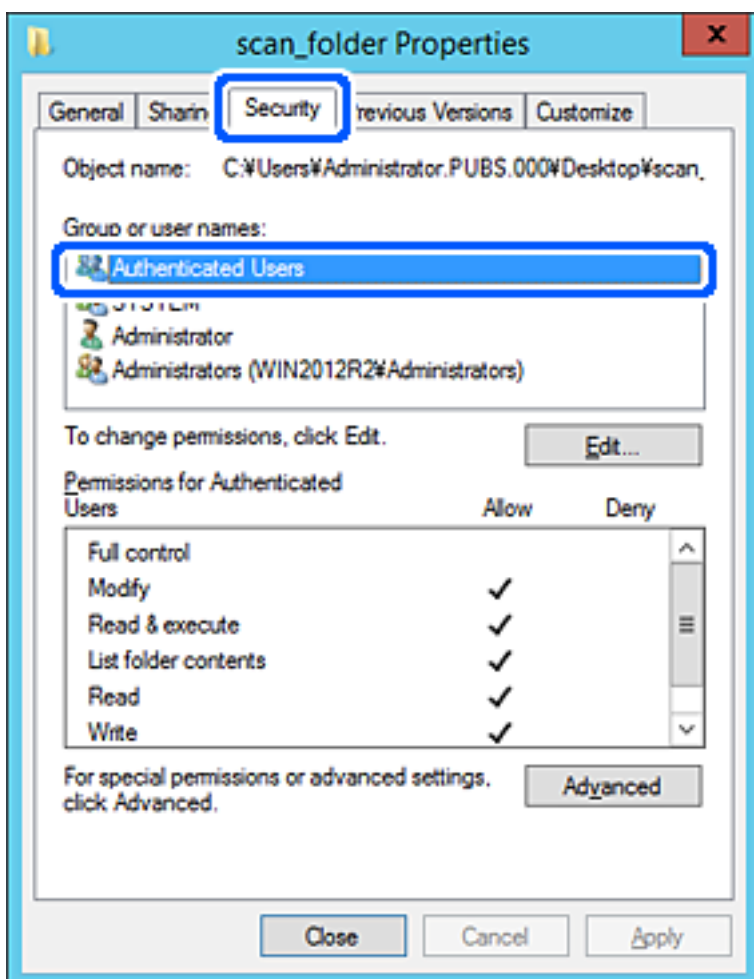 scan_folder Properties
General Sharin Security revious Versions Customize
Object name: C:¥Users¥Administrator.PUBS.000¥Desktop¥scan_
Group or user names:
Authenticated Users
SYSTEM
Administrator
Administrators (WIN2012R2¥Administrators)
To change permissions, click Edit.
Edit...
Permissions for Authenticated
Users Allow Deny
Full control
Modify
Read & execute
List folder contents
Read
Write
For special permissions or advanced settings,
click Advanced.
Advanced
Close Cancel Apply